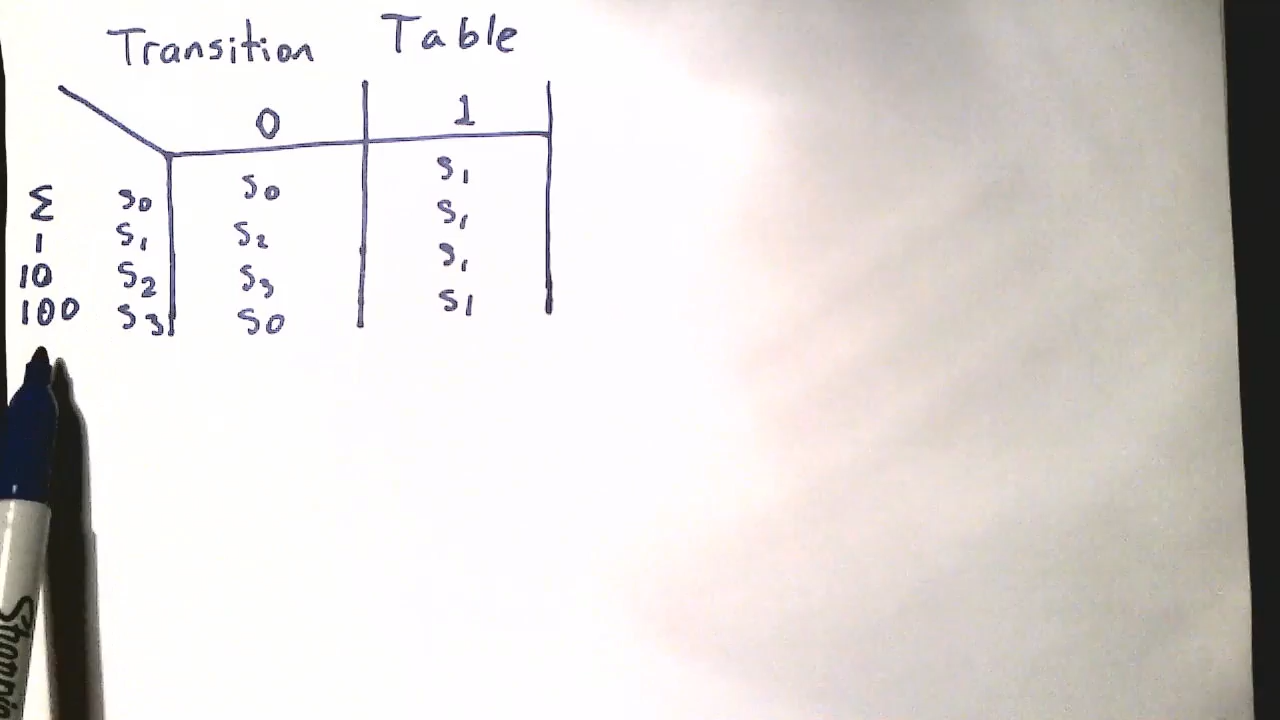 Transition Table
0 1
Σ S0 S0 S1
1 S1 S2 S1
10 S2 S3 S1
100 S3 S0 S1
Sharpie